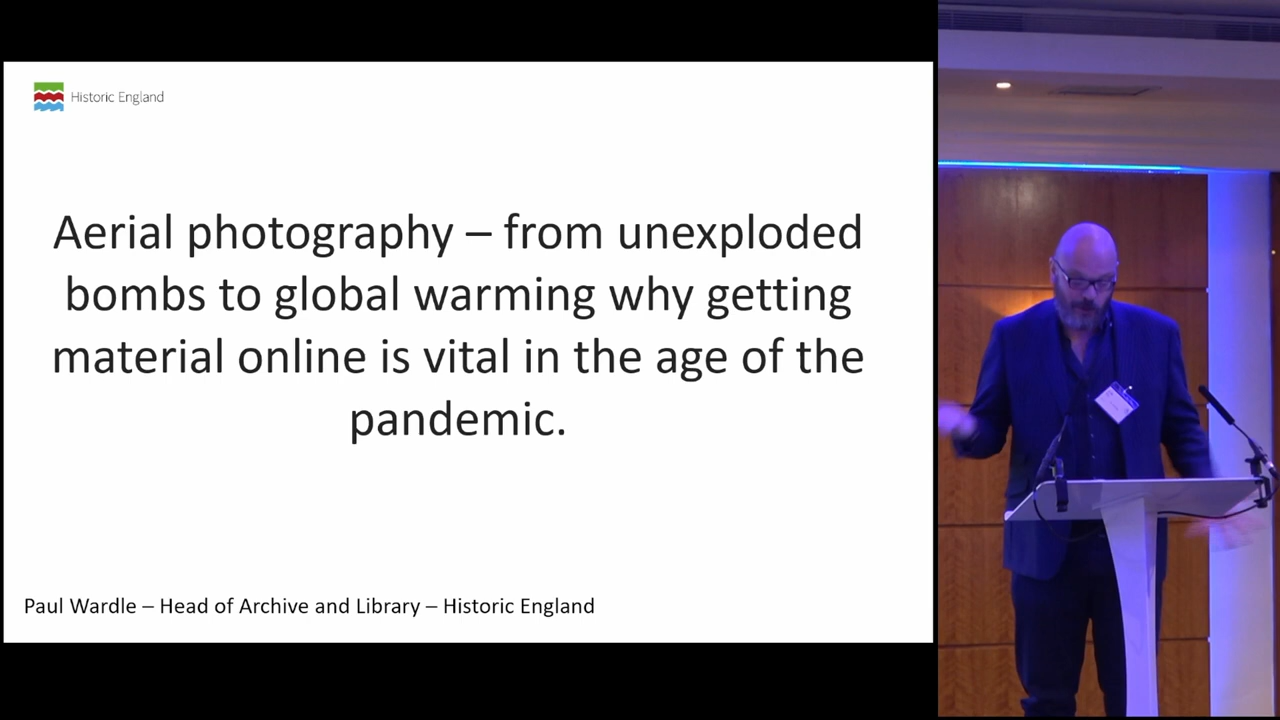 Historic England
Aerial photography – from unexploded
bombs to global warming why getting
material online is vital in the age of the
pandemic.
Paul Wardle – Head of Archive and Library – Historic England